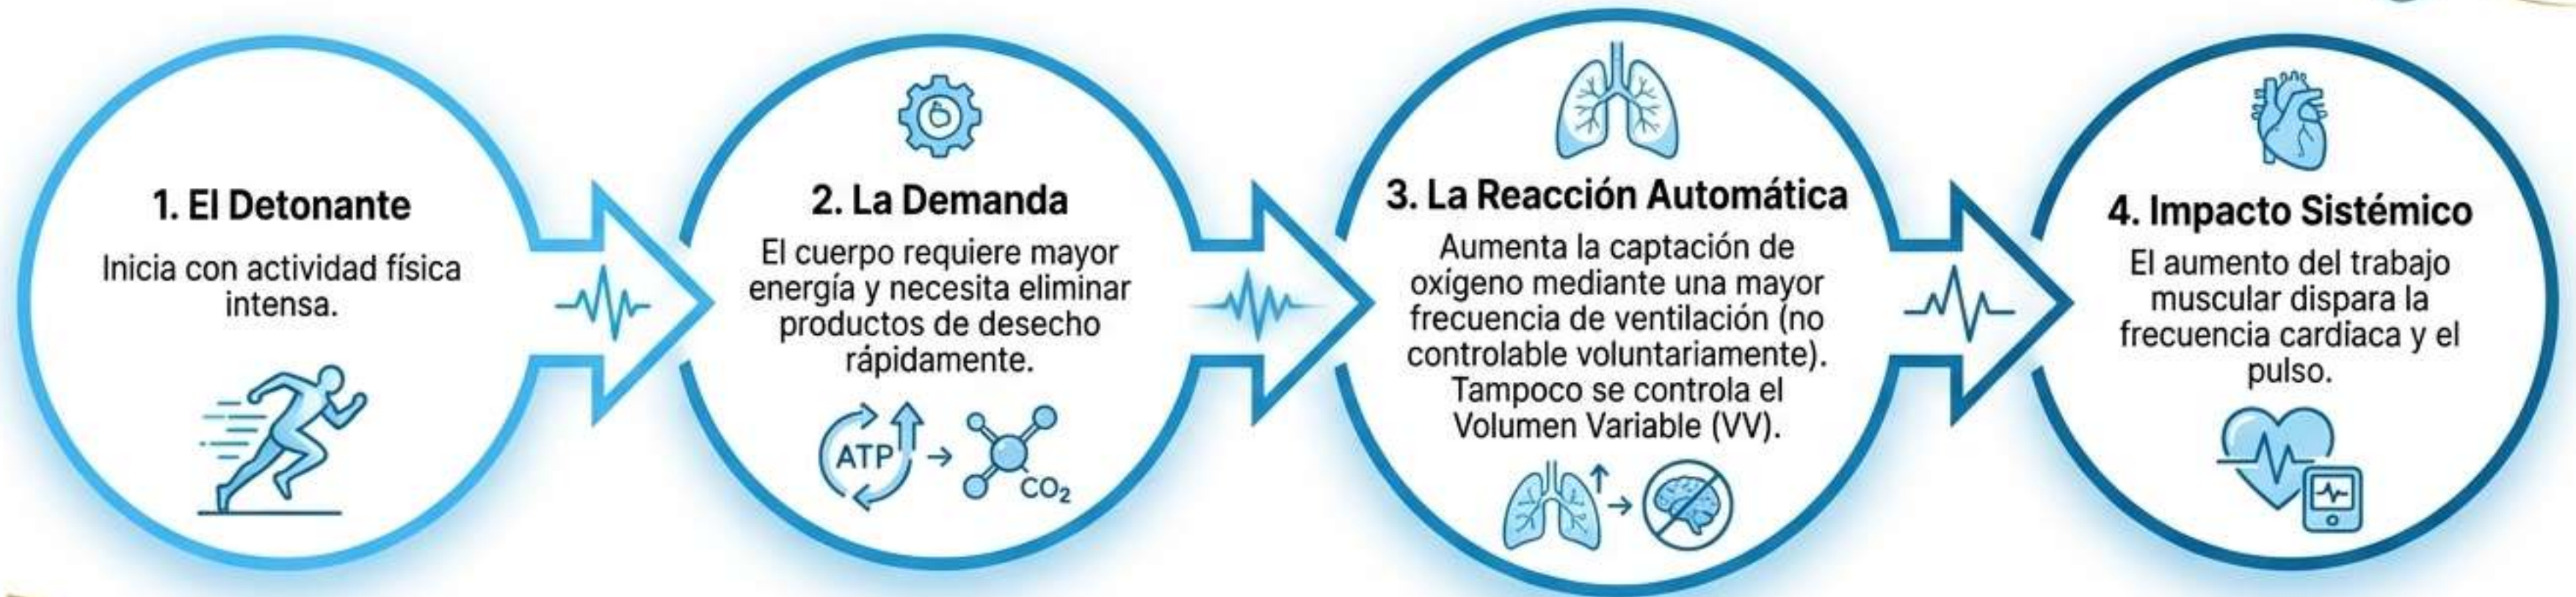 1. El Detonante
Inicia con actividad física
intensa.
2. La Demanda
El cuerpo requiere mayor
energía y necesita eliminar
productos de desecho
rápidamente.
ATP
CO₂
3. La Reacción Automática
Aumenta la captación de
oxígeno mediante una mayor
frecuencia de ventilación (no
controlable voluntariamente).
Tampoco se controla el
Volumen Variable (VV).
4. Impacto Sistémico
El aumento del trabajo
muscular dispara la
frecuencia cardíaca y el
pulso.